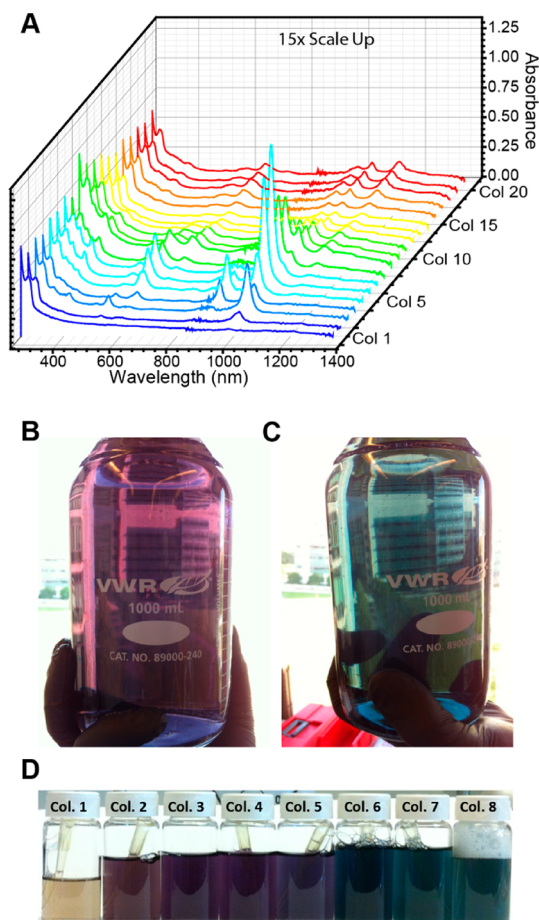 A
15x Scale Up
1.25
1.00
0.75
0.50
0.25
0.00
Absorbance
Col 20
Col 15
Col 10
Col 5
Col 1
400 600 800 1000 1200 1400
Wavelength (nm)
B C
VWR
1000 mL
CAT. NO. 89000-240
VWR
1000 mL
CAT. NO. 89000-240
D
Col. 1 Col. 2 Col. 3 Col. 4 Col. 5 Col. 6 Col. 7 Col. 8